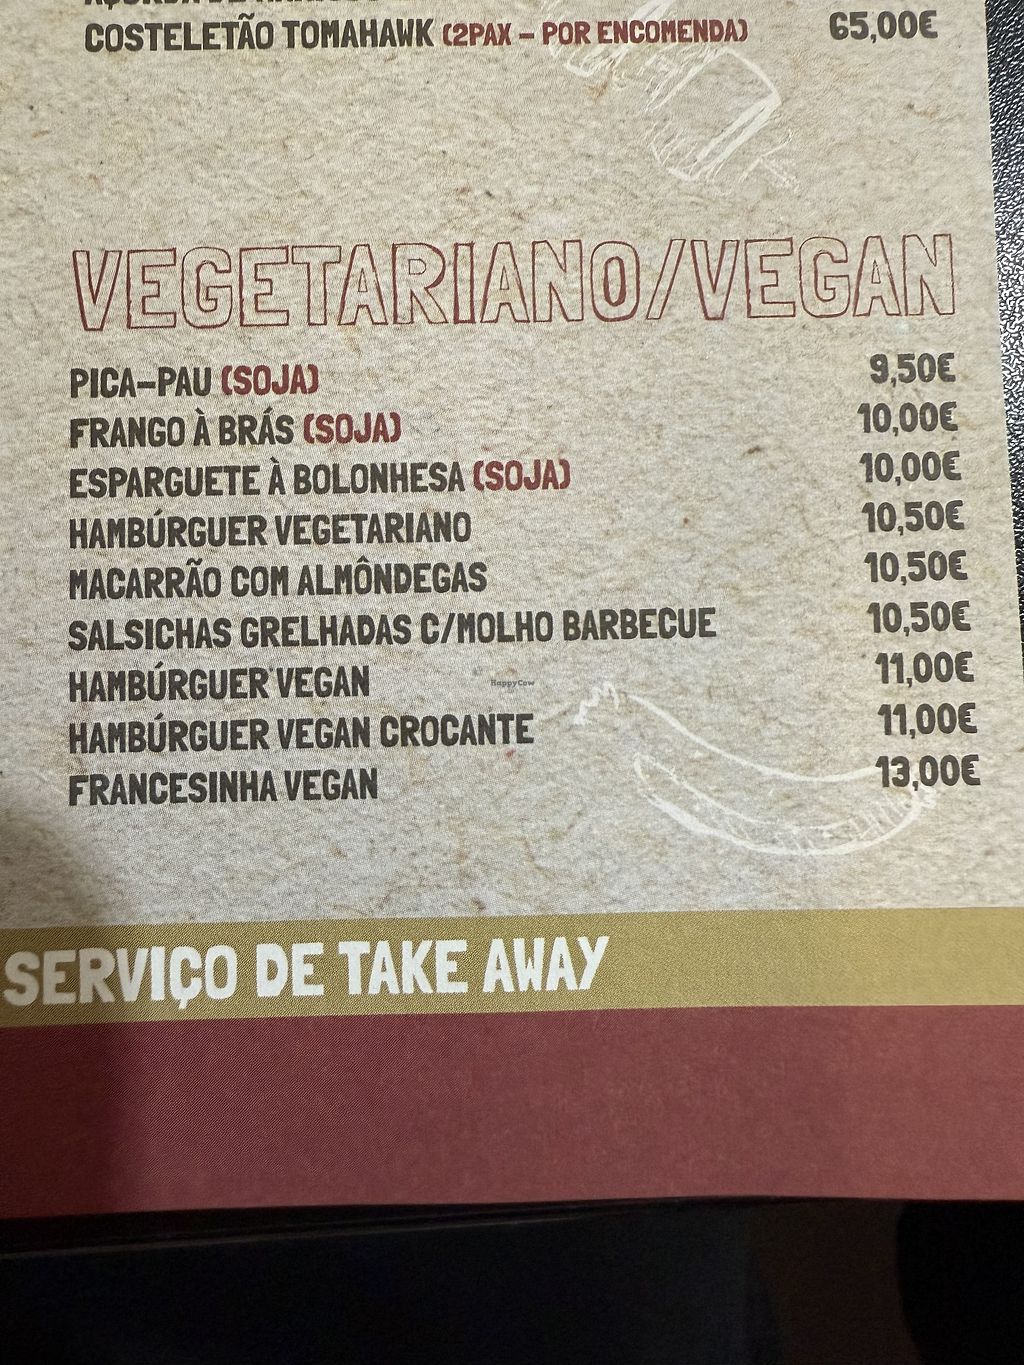 COSTELETÃO TOMAHAWK (2PAX - POR ENCOMENDA) 65,00€
VEGETARIANO/VEGAN
PICA-PAU (SOJA) 9,50€
FRANGO À BRÁS (SOJA) 10,00€
ESPARGUETE À BOLONHESA (SOJA) 10,00€
HAMBÚRGUER VEGETARIANO 10,50€
MACARRÃO COM ALMÔNDEGAS 10,50€
SALSICHAS GRELHADAS C/MOLHO BARBECUE 10,50€
HAMBÚRGUER VEGAN 11,00€
HappyCow
HAMBÚRGUER VEGAN CROCANTE 11,00€
FRANCESINHA VEGAN 13,00€
SERVIÇO DE TAKE AWAY